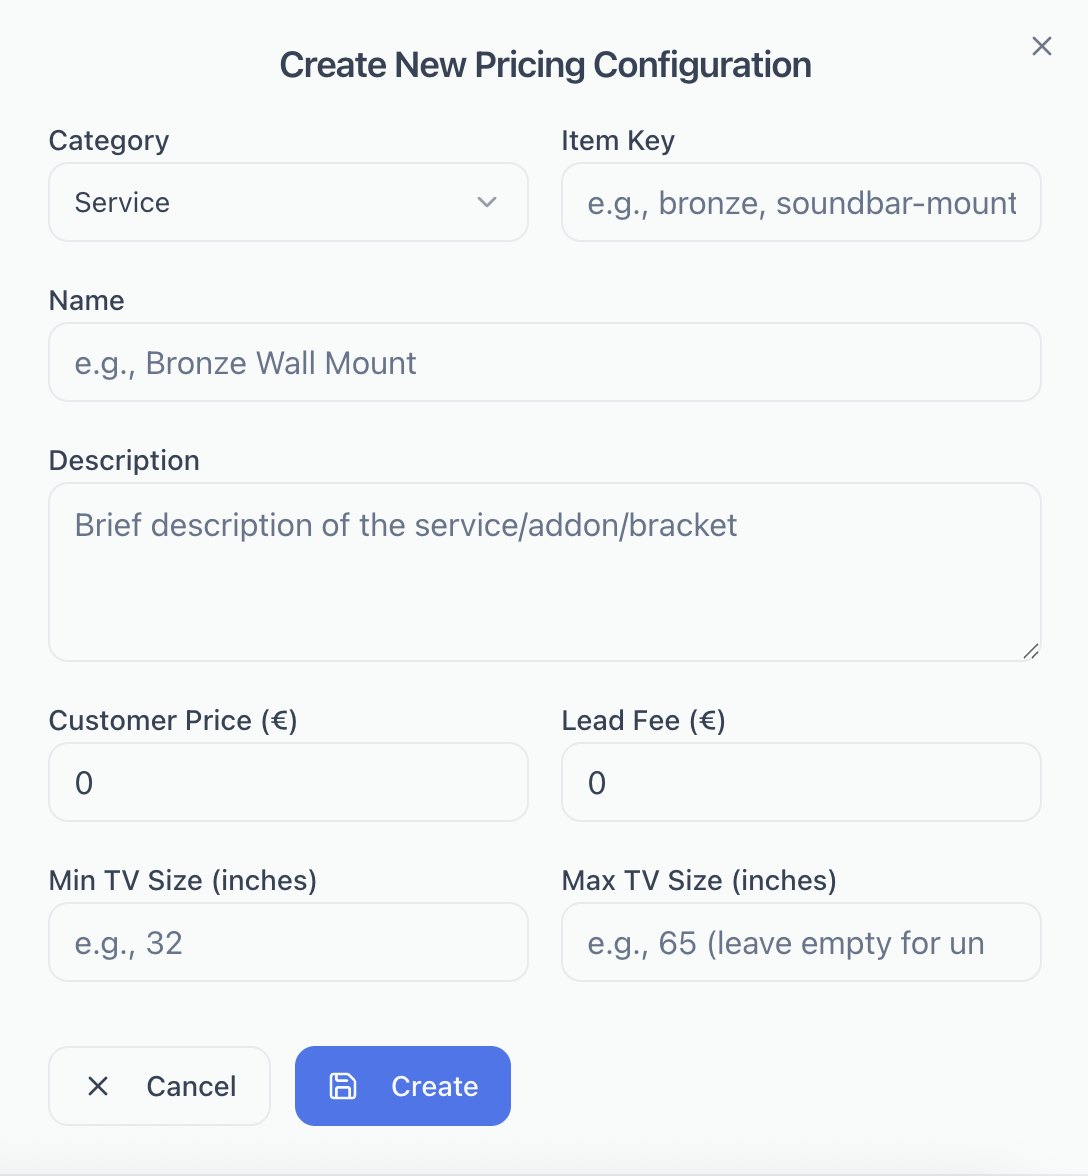 Create New Pricing Configuration
Category
Item Key
Service
e.g., bronze, soundbar-mount
Name
e.g., Bronze Wall Mount
Description
Brief description of the service/addon/bracket
Customer Price (€)
Lead Fee (€)
0
0
Min TV Size (inches)
Max TV Size (inches)
e.g., 32
e.g., 65 (leave empty for un
Cancel
Create